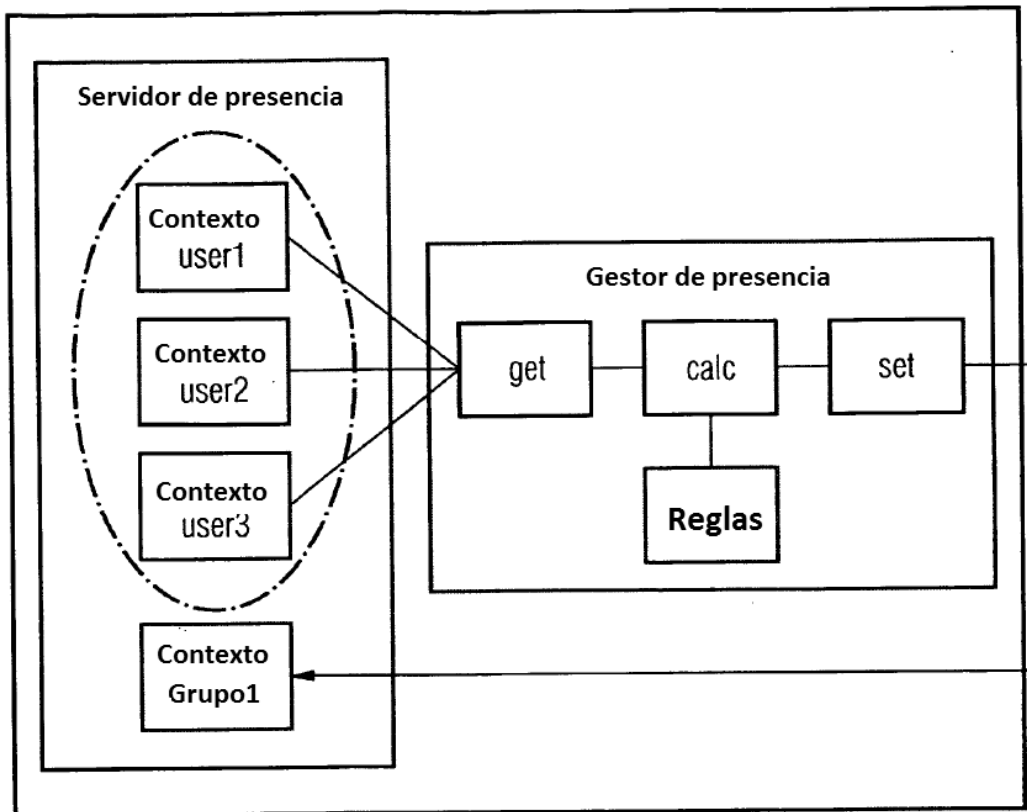 Servidor de presencia
Contexto
user1
Contexto
user2
Contexto
user3
Contexto
Grupo1
Gestor de presencia
get
calc
set
Reglas